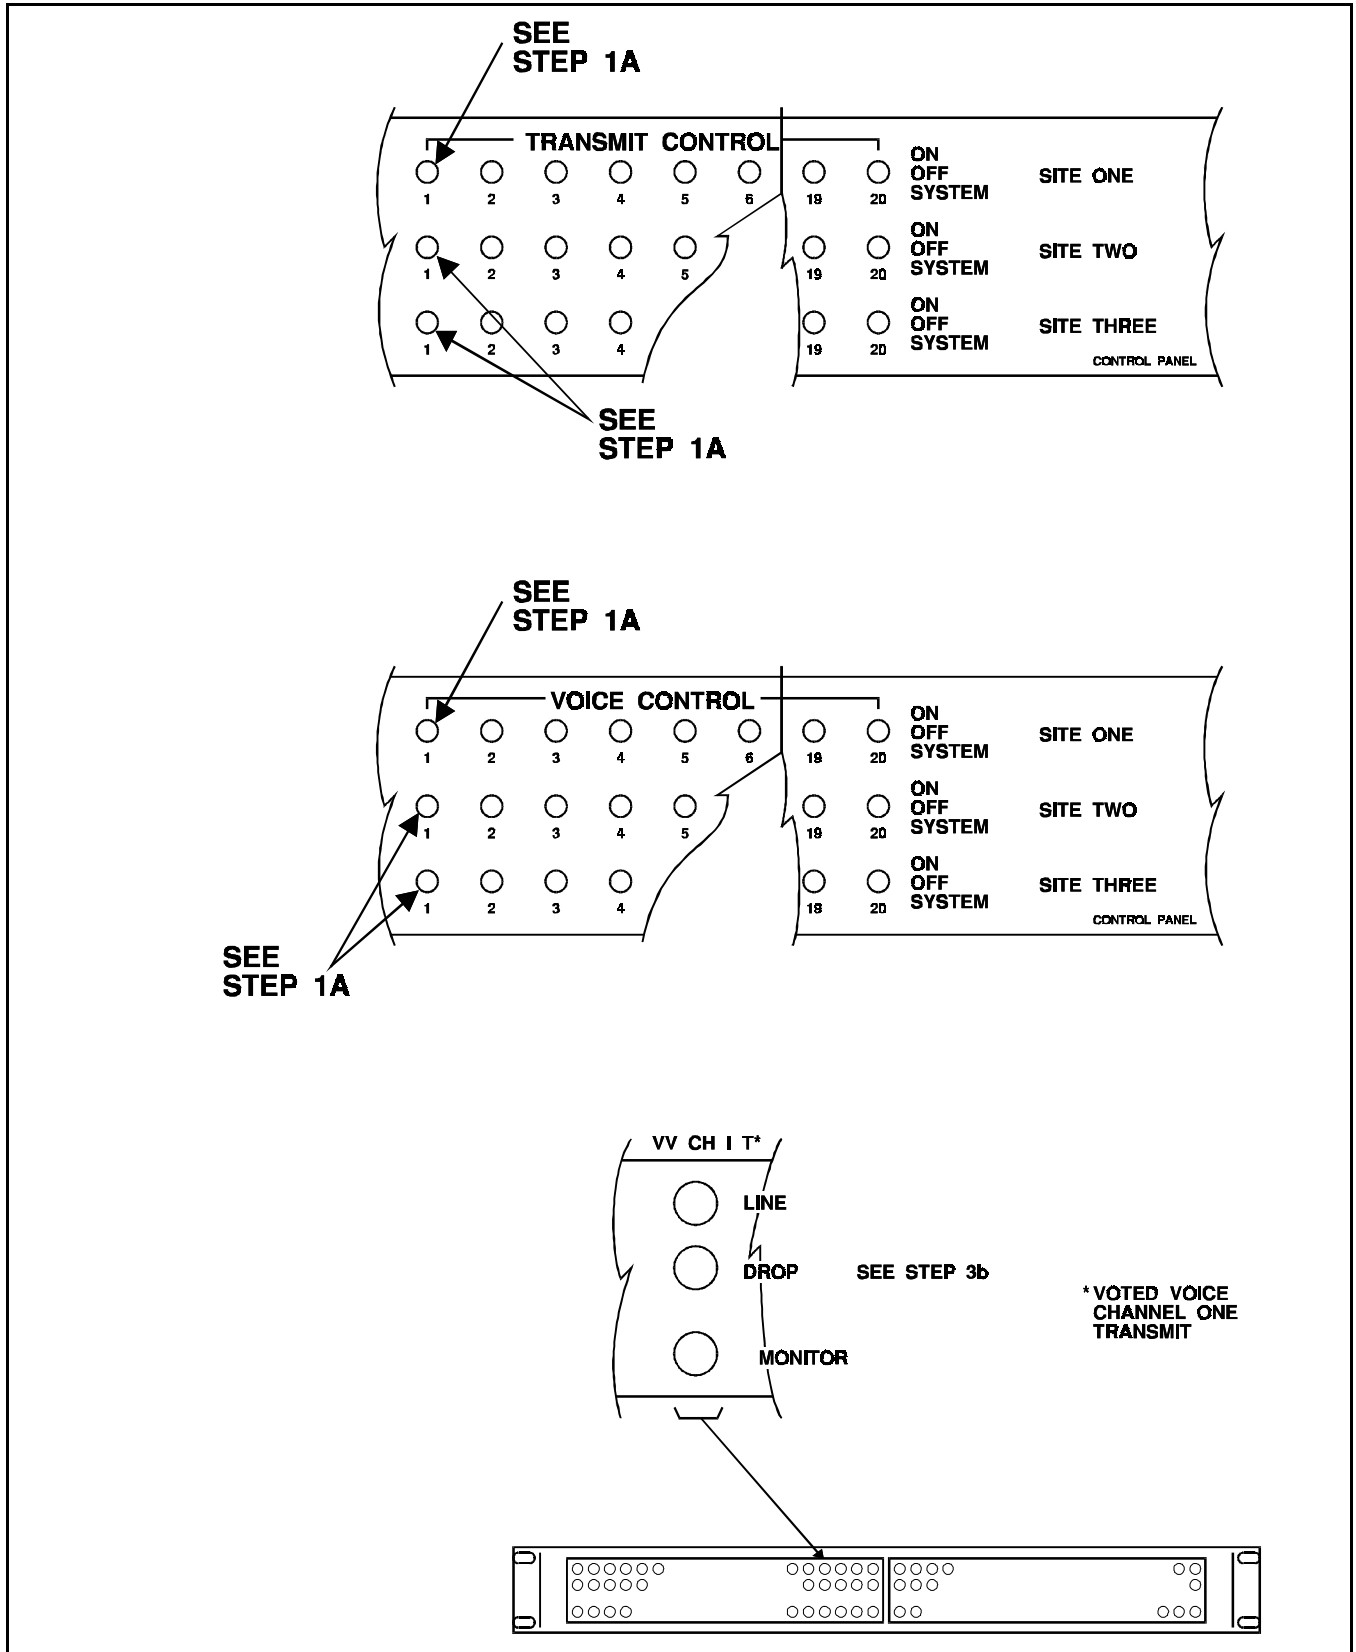 SEE
STEP 1A
TRANSMIT CONTROL
ON
OFF
SYSTEM
SITE ONE
1 2 3 4 5 6 19 20
ON
OFF
SYSTEM
SITE TWO
1 2 3 4 5 19 20
ON
OFF
SYSTEM
SITE THREE
1 2 3 4 19 20
CONTROL PANEL
SEE
STEP 1A
SEE
STEP 1A
VOICE CONTROL
ON
OFF
SYSTEM
SITE ONE
1 2 3 4 5 6 19 20
ON
OFF
SYSTEM
SITE TWO
1 2 3 4 5 19 20
ON
OFF
SYSTEM
SITE THREE
1 2 3 4 19 20
CONTROL PANEL
SEE
STEP 1A
VV CH I T*
LINE
DROP SEE STEP 3b
MONITOR
* VOTED VOICE
CHANNEL ONE
TRANSMIT